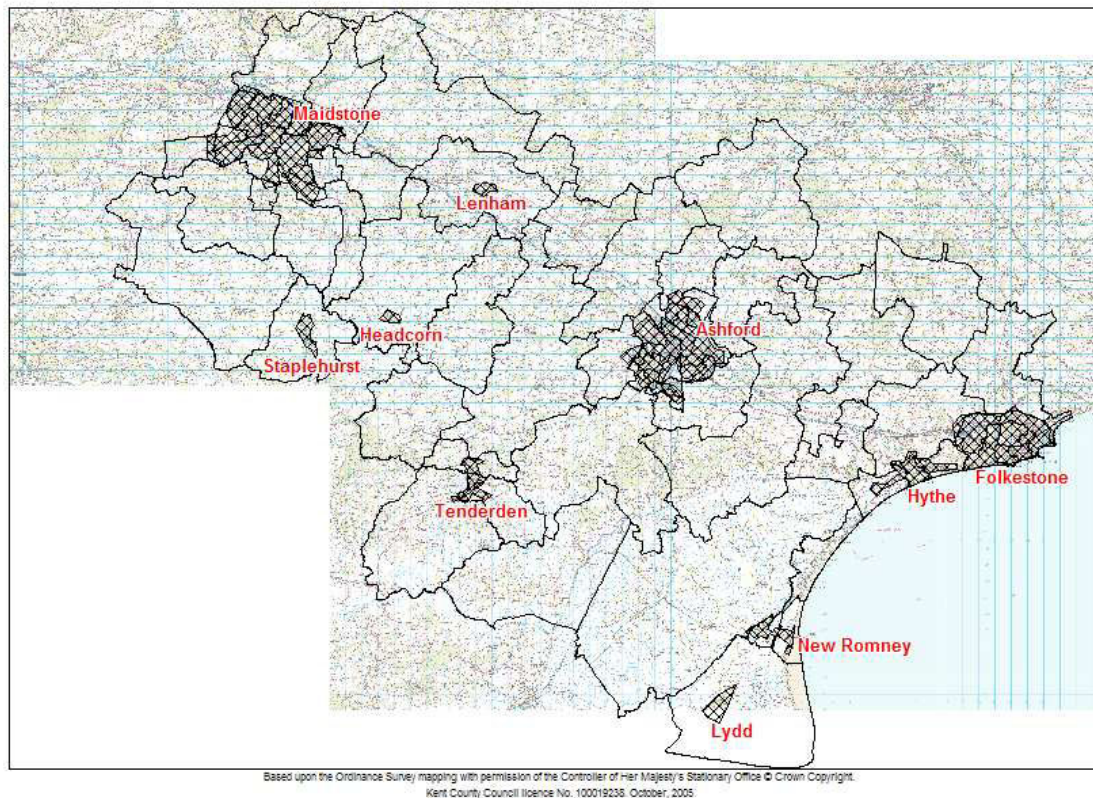 Maidstone
Lenham
Ashford
Headcorn
Staplehurst
Folkestone
Hythe
Tenderden
New Romney
Lydd
Based upon the Ordinance Survey mapping with permission of the Controller of Her Majesty's Stationary Office © Crown Copyright.
Kent County Council licence No. 100019238. October, 2005